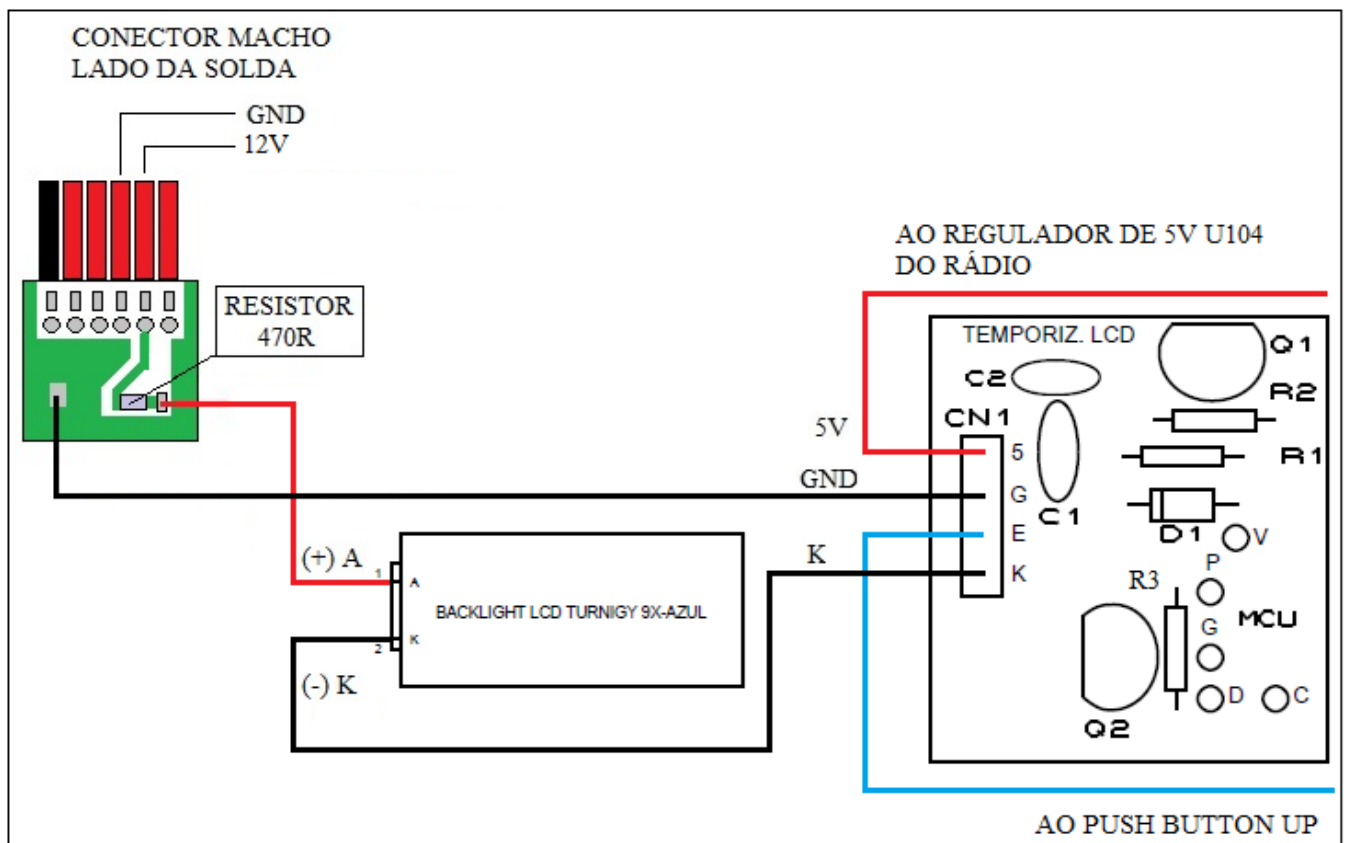 CONECTOR MACHO
LADO DA SOLDA
GND
12V
RESISTOR
470R
AO REGULADOR DE 5V U104
DO RÁDIO
TEMPORIZ. LCD
Q1
C2
R2
CN1
5V
5
R1
GND
G
C1
E
D1
V
(+) A
1
A
K
K
P
R3
BACKLIGHT LCD TURNIGY 9X-AZUL
G
MCU
K
2
(-) K
D
C
Q2
AO PUSH BUTTON UP